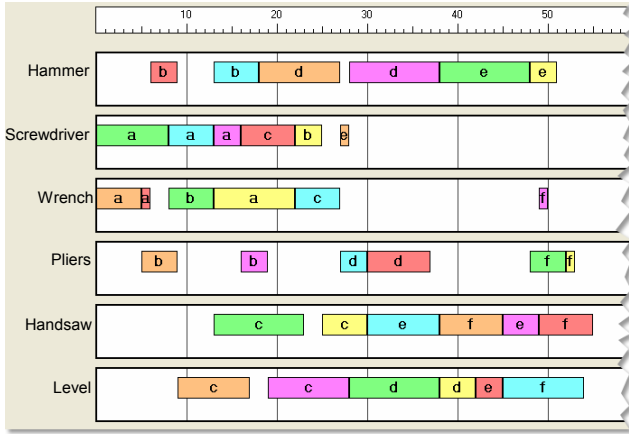 10 20 30 40 50
Hammer b b d d e e
Screwdriver a a a c b e
Wrench a a b a c f
Pliers b b d d f f
Handsaw c c e f e f
Level c c d d e f